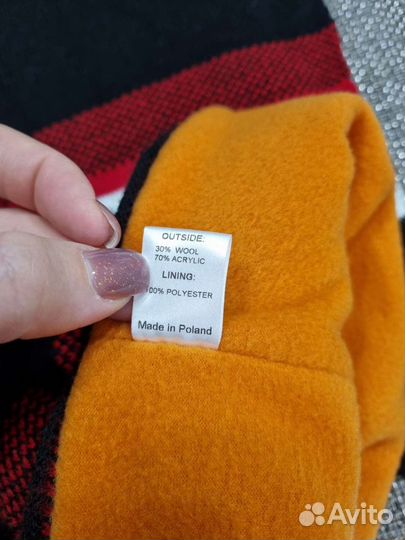 OUTSIDE:
30% WOOL
70% ACRYLIC
LINING:
100% POLYESTER
Made in Poland
Avito